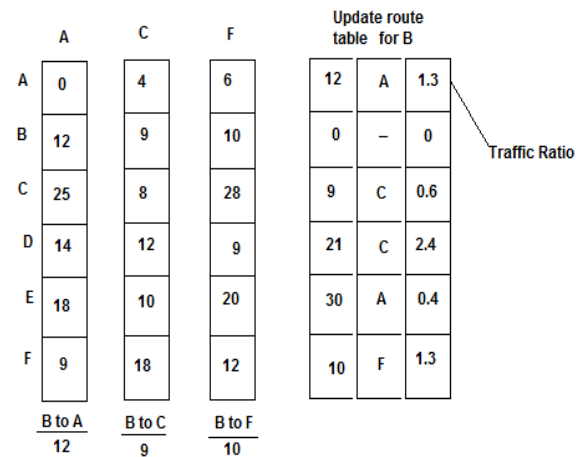 Update route
A C F table for B
A 0 4 6 12 A 1.3
B 12 9 10 0 – 0
Traffic Ratio
C 25 8 28 9 C 0.6
D 14 12 9 21 C 2.4
E 18 10 20 30 A 0.4
F 9 18 12 10 F 1.3
B to A B to C B to F
12 9 10